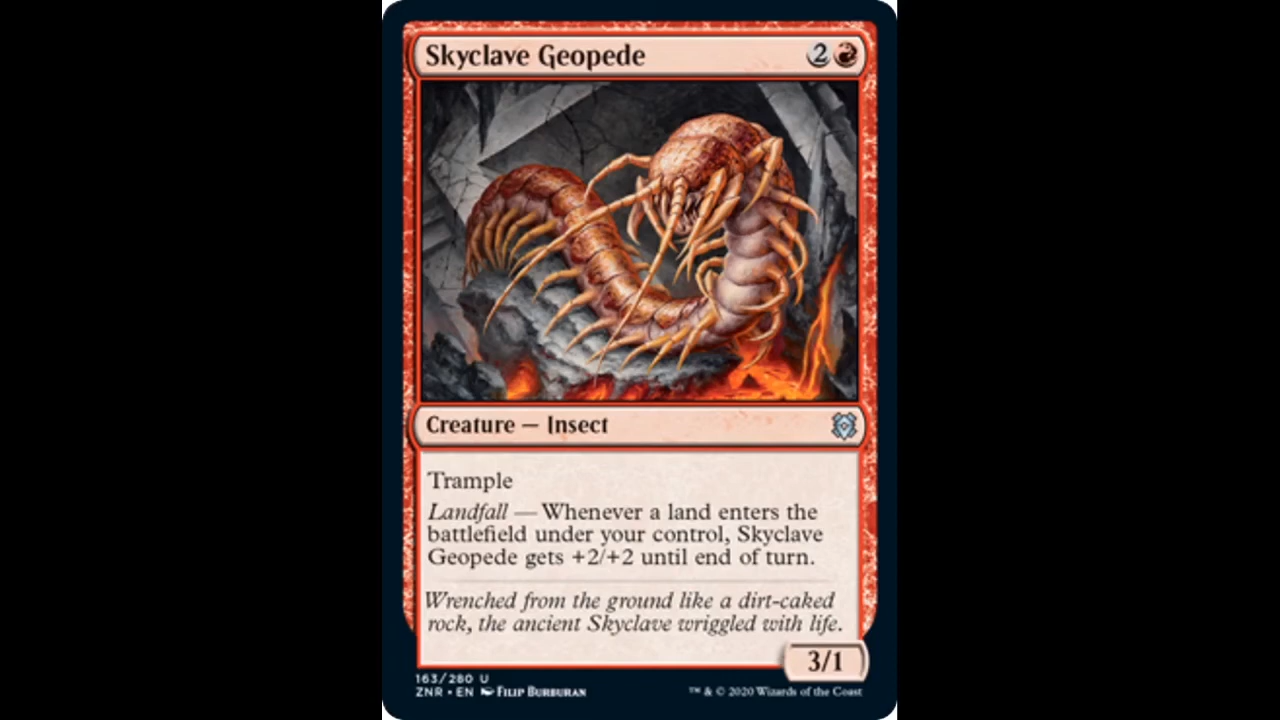 Skyclave Geopede 2
Creature — Insect
Trample
Landfall — Whenever a land enters the
battlefield under your control, Skyclave
Geopede gets +2/+2 until end of turn.
Wrenched from the ground like a dirt-caked
rock, the ancient Skyclave wriggled with life.
3/1
163/280 U
ZNR • EN Filip Burburan ™ & © 2020 Wizards of the Coast